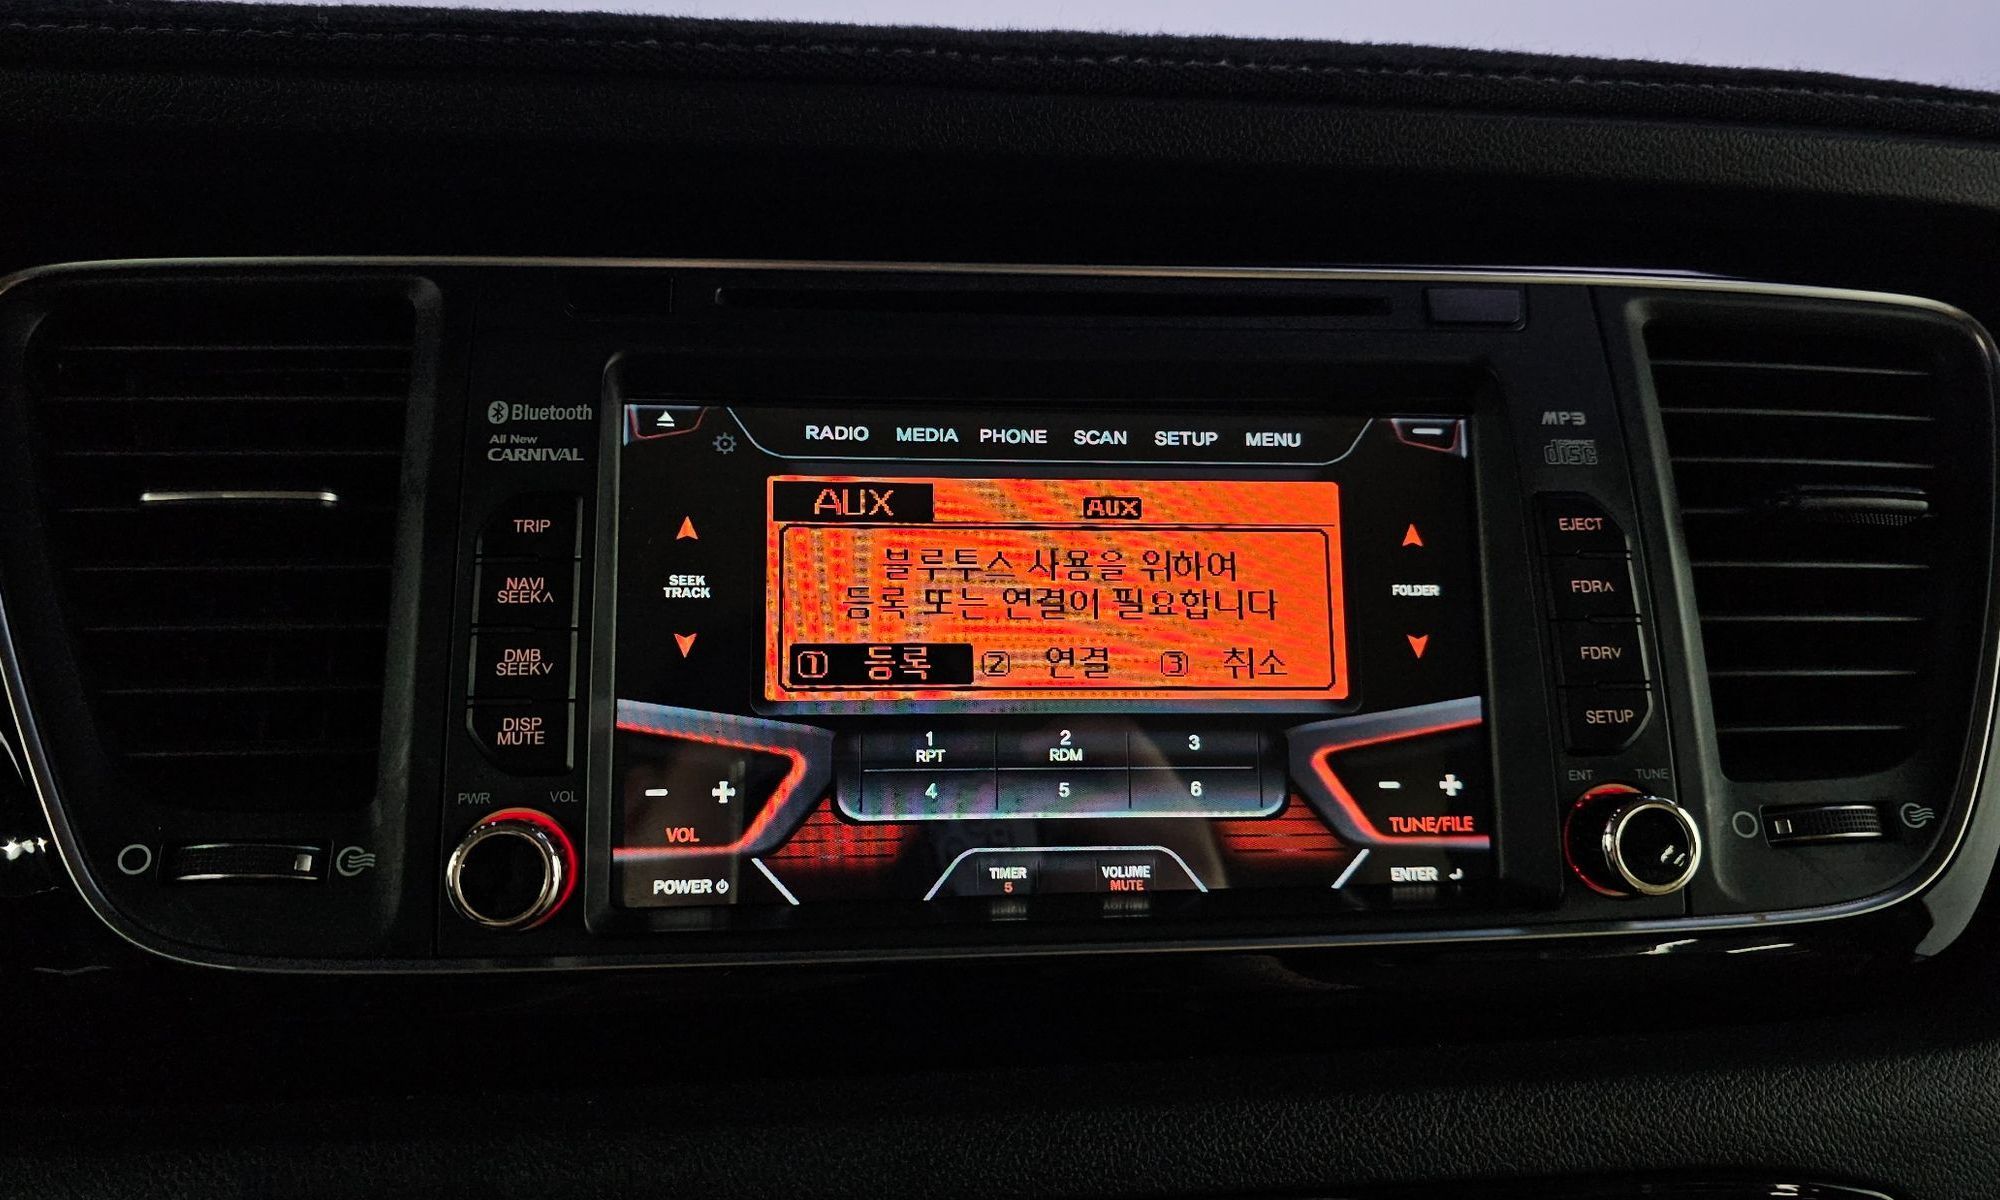 Bluetooth
All New
CARNIVAL
TRIP
NAVI
SEEK∧
DMB
SEEK∨
DISP
MUTE
PWR VOL
RADIO MEDIA PHONE SCAN SETUP MENU
AUX AUX
블루투스 사용을 위하여
등록 또는 연결이 필요합니다
① 등록 ② 연결 ③ 취소
SEEK
TRACK
FOLDER
1 2 3
RPT RDM
4 5 6
- +
VOL
- +
TUNE/FILE
POWER
TIMER
5
VOLUME
MUTE
ENTER
MP3
COMPACT
disc
EJECT
FDR∧
FDR∨
SETUP
ENT TUNE